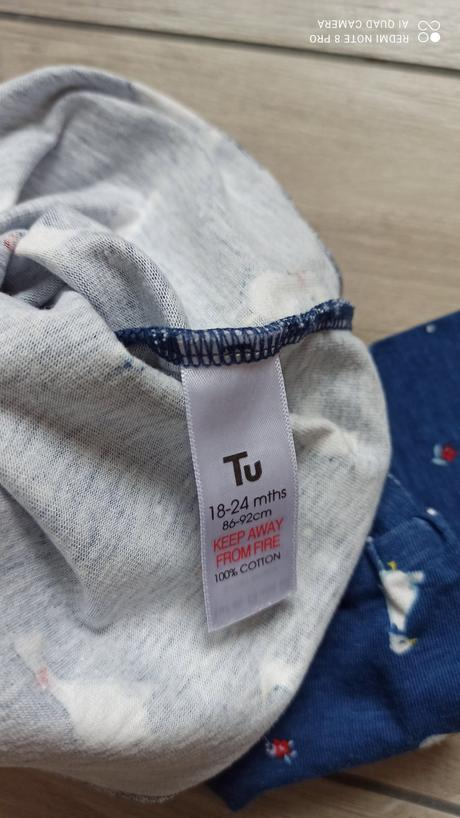 REDMI NOTE 8 PRO
AI QUAD CAMERA
Tu
18-24 mths
86-92cm
KEEP AWAY
FROM FIRE
100% COTTON